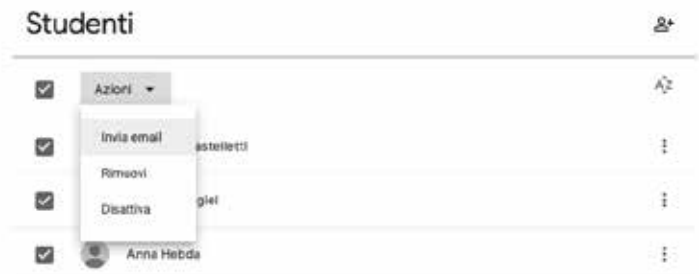 Studenti
Azioni
Invia email
astelletti
Rimuovi
giel
Disattiva
Anna Hebda